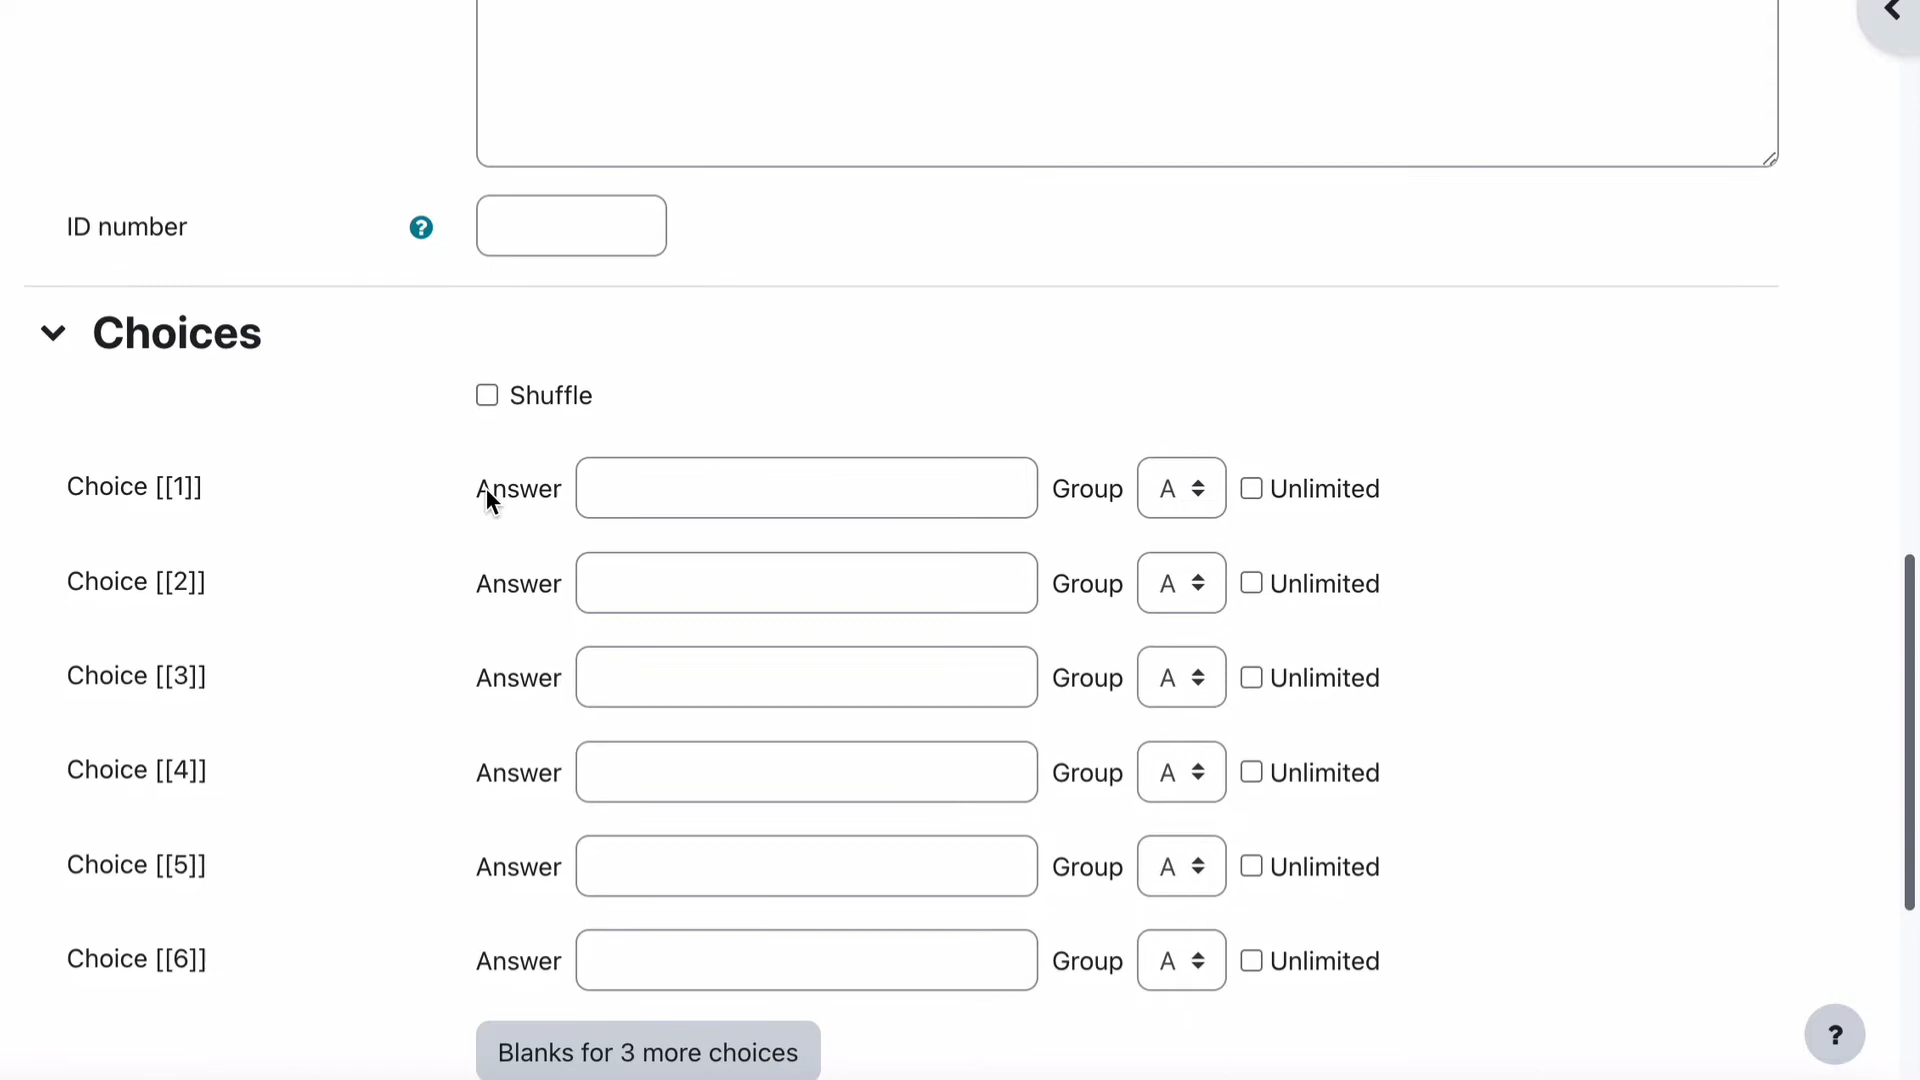 ID number ?
Choices
Shuffle
Choice [[1]] Answer Group A Unlimited
Choice [[2]] Answer Group A Unlimited
Choice [[3]] Answer Group A Unlimited
Choice [[4]] Answer Group A Unlimited
Choice [[5]] Answer Group A Unlimited
Choice [[6]] Answer Group A Unlimited
Blanks for 3 more choices
?